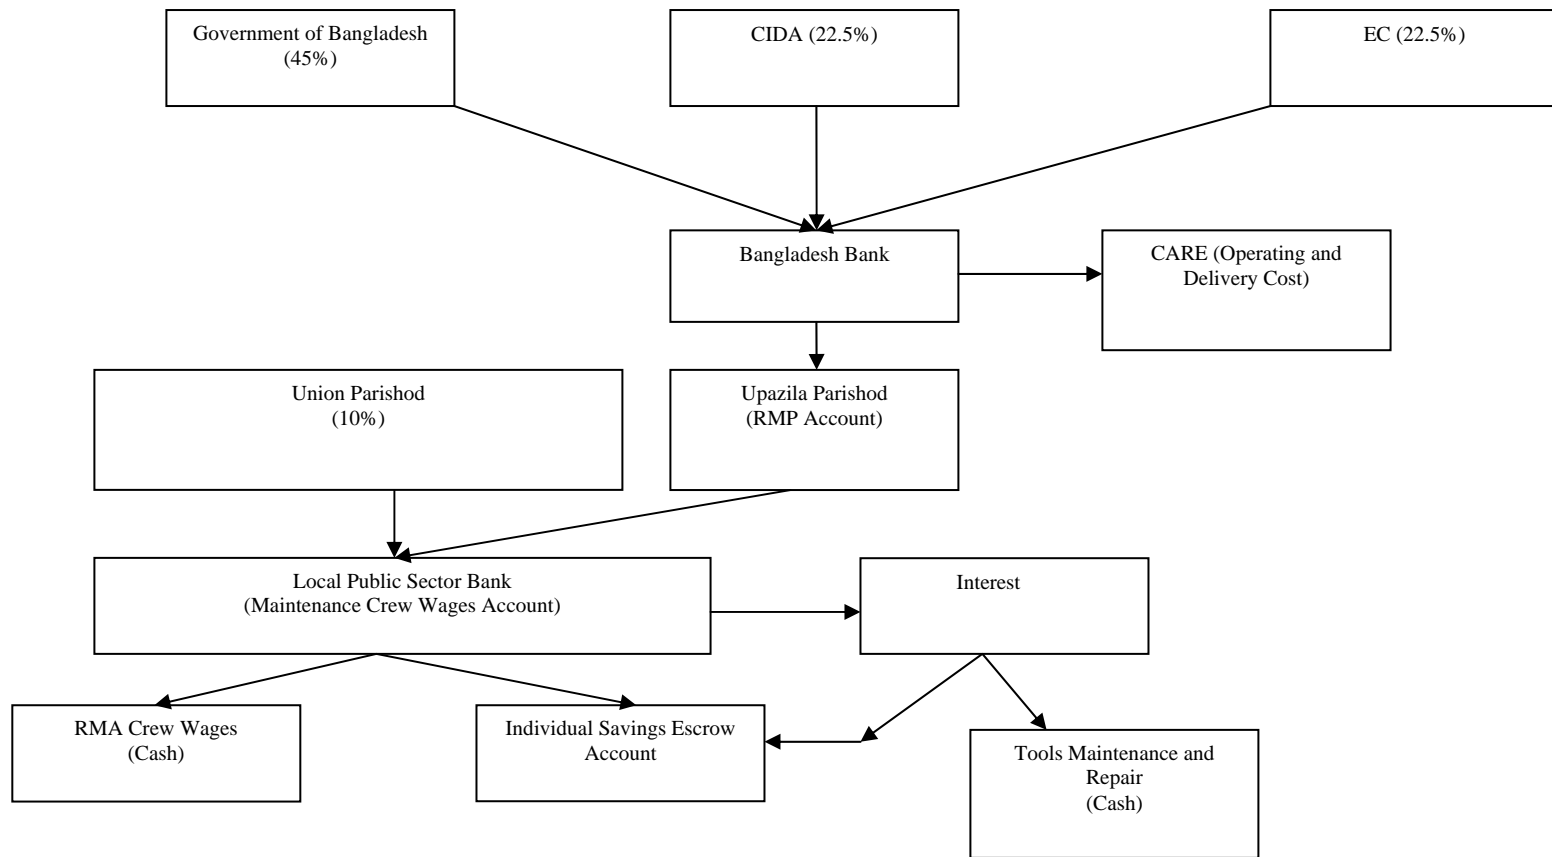 Government of Bangladesh
(45%)
CIDA (22.5%)
EC (22.5%)
Bangladesh Bank
CARE (Operating and
Delivery Cost)
Union Parishod
(10%)
Upazila Parishod
(RMP Account)
Local Public Sector Bank
(Maintenance Crew Wages Account)
Interest
RMA Crew Wages
(Cash)
Individual Savings Escrow
Account
Tools Maintenance and
Repair
(Cash)